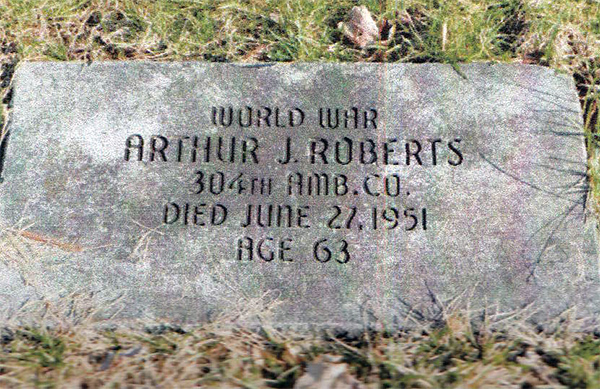 WORLD WAR
ARTHUR J. ROBERTS
304TH AMB. CO.
DIED JUNE 27, 1951
AGE 63